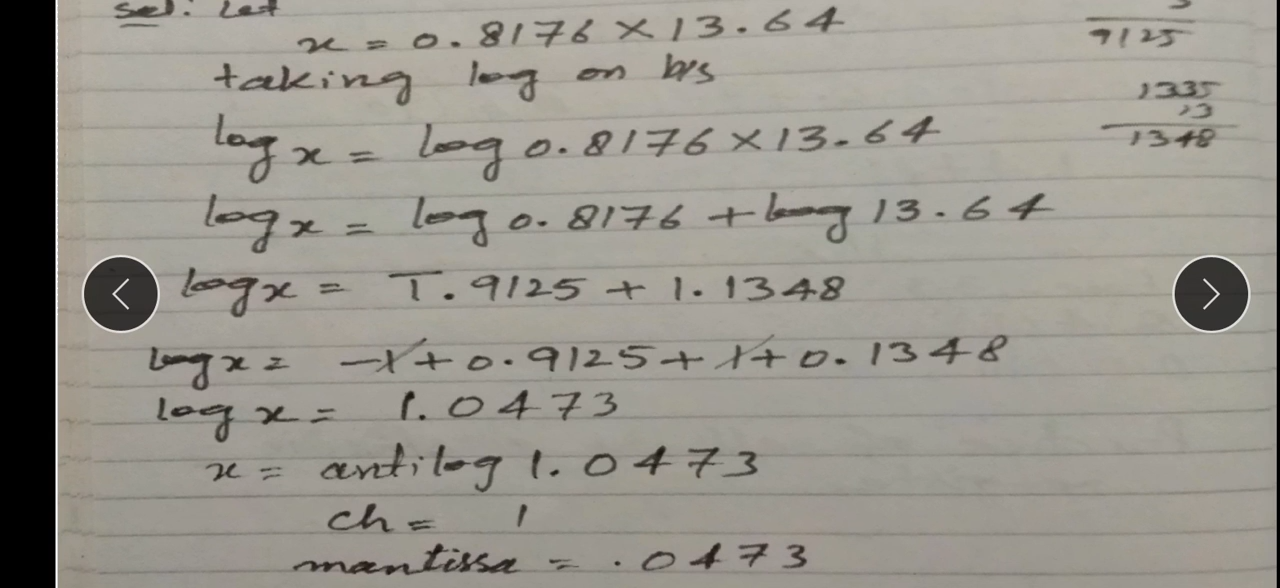 Sol: Let
x = 0.8176 × 13.64
taking log on b/s
log x = log 0.8176 × 13.64
log x = log 0.8176 + log 13.64
log x = 1̅.9125 + 1.1348
log x = -1 + 0.9125 + 1 + 0.1348
log x = 1.0473
x = antilog 1.0473
ch = 1
mantissa = .0473
9125
1335
13
1348